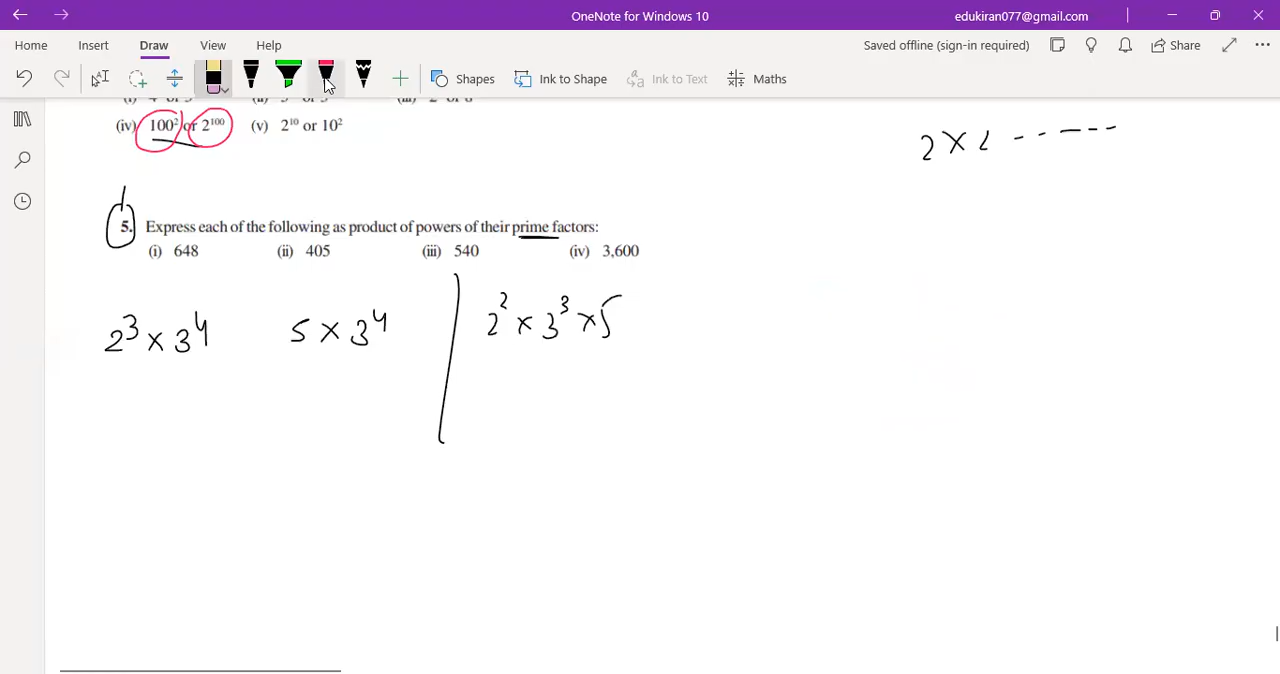 OneNote for Windows 10
edukiran077@gmail.com
Home Insert Draw View Help
Saved offline (sign-in required) Share
Shapes Ink to Shape Ink to Text Maths
(iv) 100² or 2¹⁰⁰ (v) 2¹⁰ or 10²
2 × 2 - - - - -
5. Express each of the following as product of powers of their prime factors:
(i) 648 (ii) 405 (iii) 540 (iv) 3,600
2³ × 3⁴ 5 × 3⁴ 2² × 3³ × 5